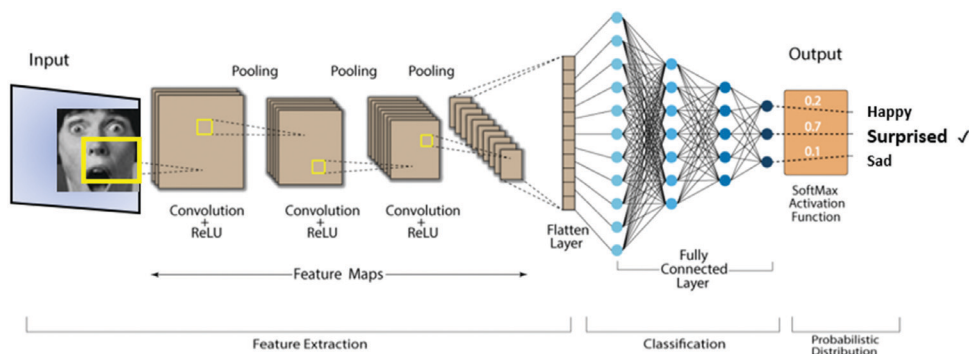 Input
Pooling
Pooling
Pooling
Output
0.2
Happy
0.7
Surprised ✓
0.1
Sad
SoftMax
Activation
Function
Convolution
+
ReLU
Convolution
+
ReLU
Convolution
+
ReLU
Flatten
Layer
Fully
Connected
Layer
Feature Maps
Feature Extraction
Classification
Probabilistic
Distribution